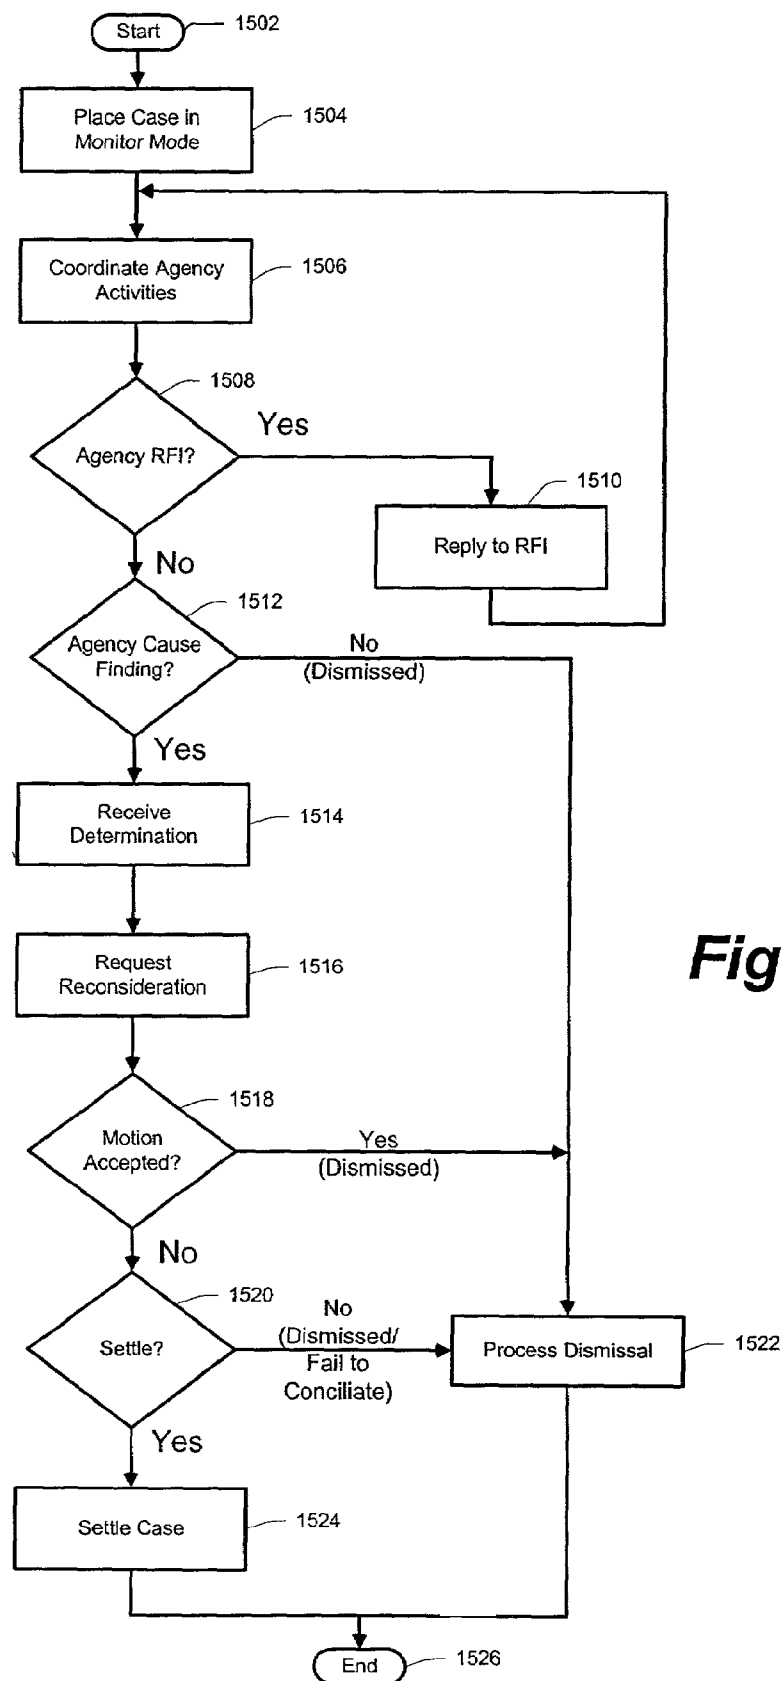 Start
1502
Place Case in
Monitor Mode
1504
Coordinate Agency
Activities
1506
1508
Agency RFI?
Yes
1510
Reply to RFI
No
1512
Agency Cause
Finding?
No
(Dismissed)
Yes
Receive
Determination
1514
Fig
Request
Reconsideration
1516
1518
Motion
Accepted?
Yes
(Dismissed)
No
1520
Settle?
No
(Dismissed/
Fail to
Conciliate)
Process Dismissal
1522
Yes
Settle Case
1524
End
1526